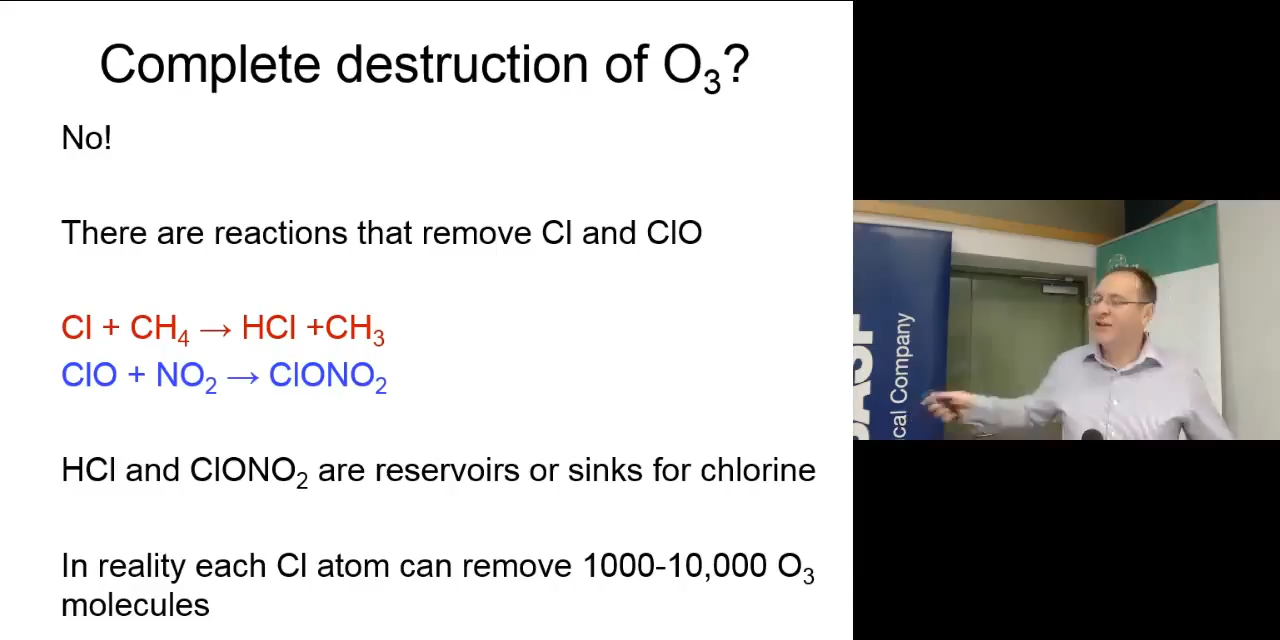 Complete destruction of O₃?
No!
There are reactions that remove Cl and ClO
Cl + CH₄ → HCl +CH₃
ClO + NO₂ → ClONO₂
HCl and ClONO₂ are reservoirs or sinks for chlorine
In reality each Cl atom can remove 1000-10,000 O₃
molecules
BASF
cal Company